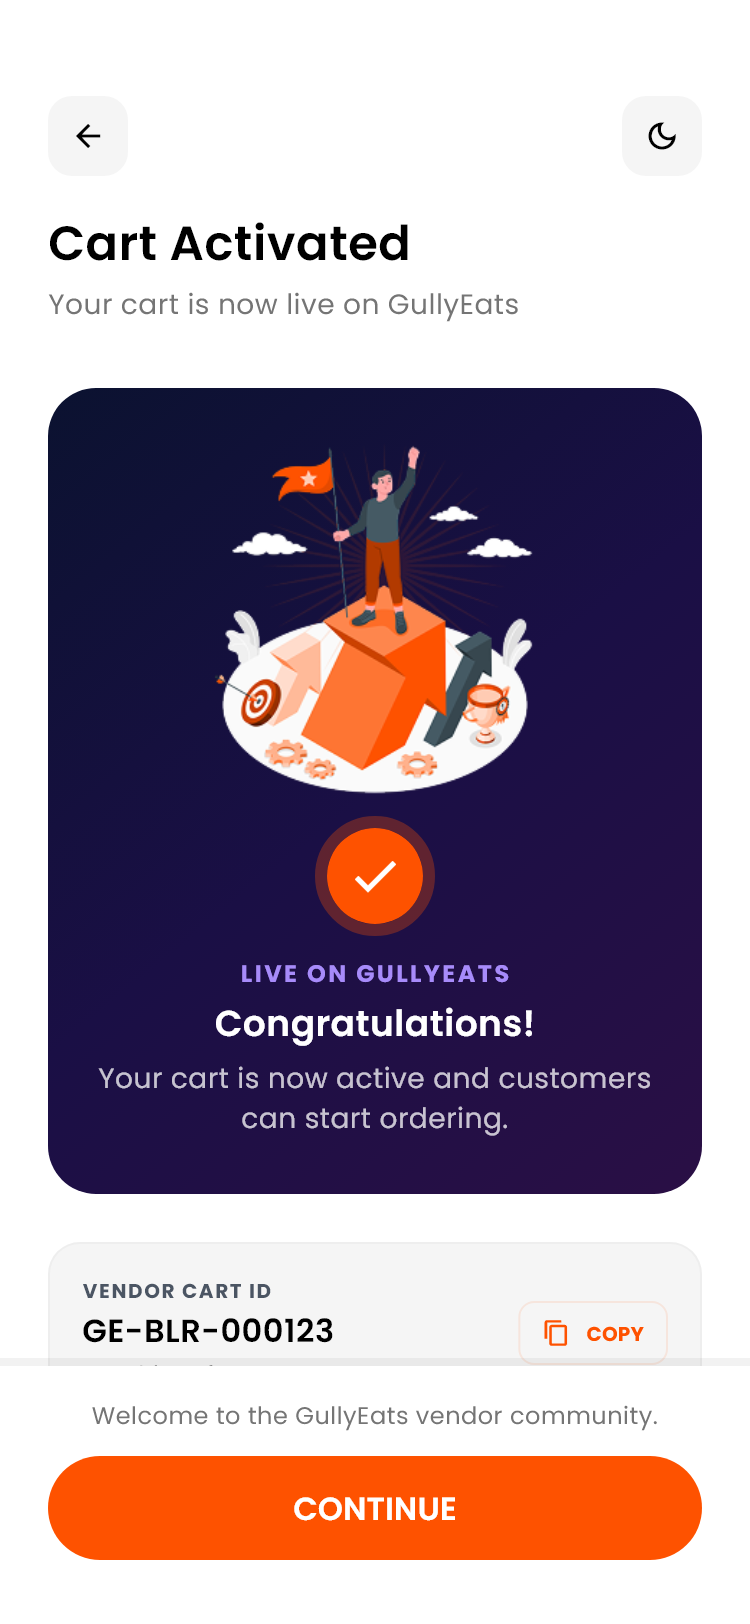 Cart Activated
Your cart is now live on GullyEats
LIVE ON GULLYEATS
Congratulations!
Your cart is now active and customers
can start ordering.
VENDOR CART ID
GE-BLR-000123
COPY
Welcome to the GullyEats vendor community.
CONTINUE